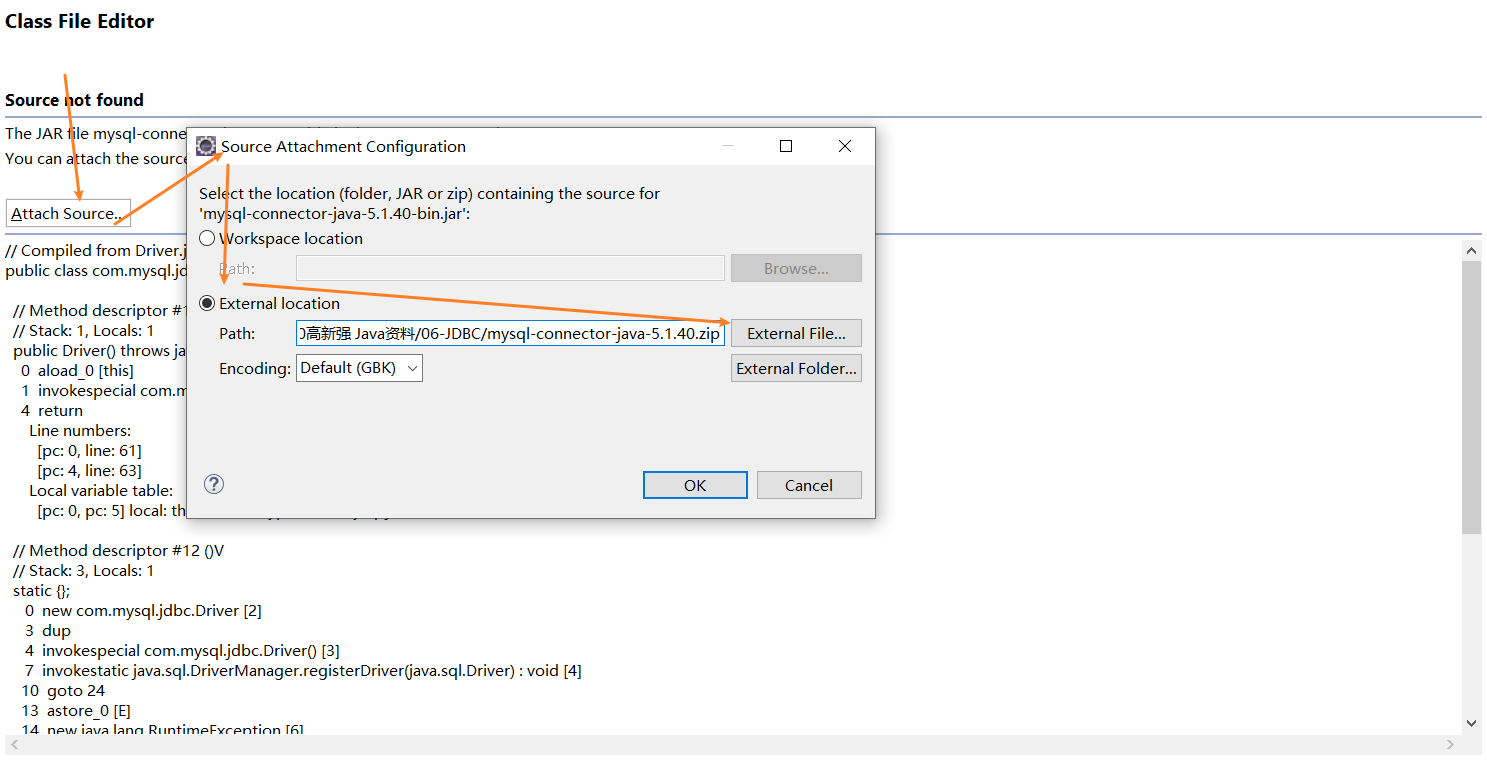 Class File Editor
Source not found
The JAR file mysql-conne
You can attach the source
Attach Source...
// Compiled from Driver.j
public class com.mysql.jd
// Method descriptor #1
// Stack: 1, Locals: 1
public Driver() throws ja
0 aload_0 [this]
1 invokespecial com.m
4 return
Line numbers:
[pc: 0, line: 61]
[pc: 4, line: 63]
Local variable table:
[pc: 0, pc: 5] local: th
// Method descriptor #12 ()V
// Stack: 3, Locals: 1
static {};
0 new com.mysql.jdbc.Driver [2]
3 dup
4 invokespecial com.mysql.jdbc.Driver() [3]
7 invokestatic java.sql.DriverManager.registerDriver(java.sql.Driver) : void [4]
10 goto 24
13 astore_0 [E]
14 new java.lang.RuntimeException [6]
Source Attachment Configuration
Select the location (folder, JAR or zip) containing the source for
'mysql-connector-java-5.1.40-bin.jar':
Workspace location
Path:
Browse...
External location
Path: 0高新强 Java资料/06-JDBC/mysql-connector-java-5.1.40.zip External File...
Encoding: Default (GBK) External Folder...
? OK Cancel